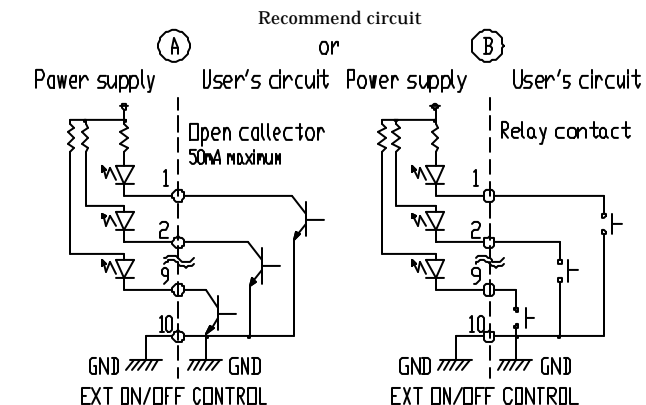 Recommend circuit
A or B
Pawer supply User's circuit Power supply User's circuit
Open callector
50mA maximum
Relay contact
1
2
9
10
GND GND
EXT ON/OFF CONTROL
1
2
9
10
GND GND
EXT ON/OFF CONTROL